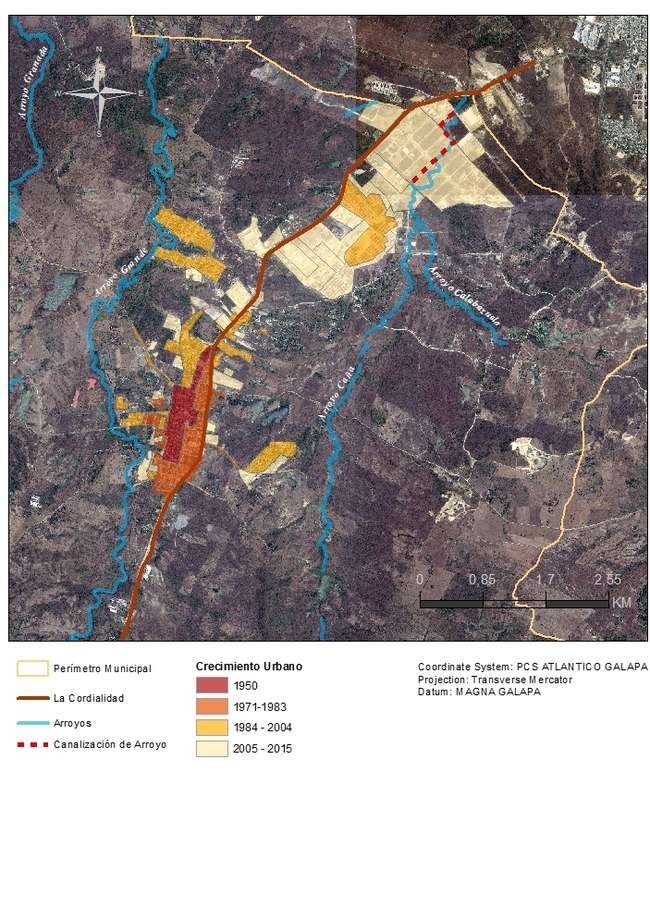 N
W E
S
Arroyo Granada
Arroyo Grande
Arroyo Calabazuela
Arroyo Caña
0 0,85 1,7 2,55
KM
Perímetro Municipal
La Cordialidad
Arroyos
Canalización de Arroyo
Crecimiento Urbano
1950
1971-1983
1984 - 2004
2005 - 2015
Coordinate System: PCS ATLANTICO GALAPA
Projection: Transverse Mercator
Datum: MAGNA GALAPA